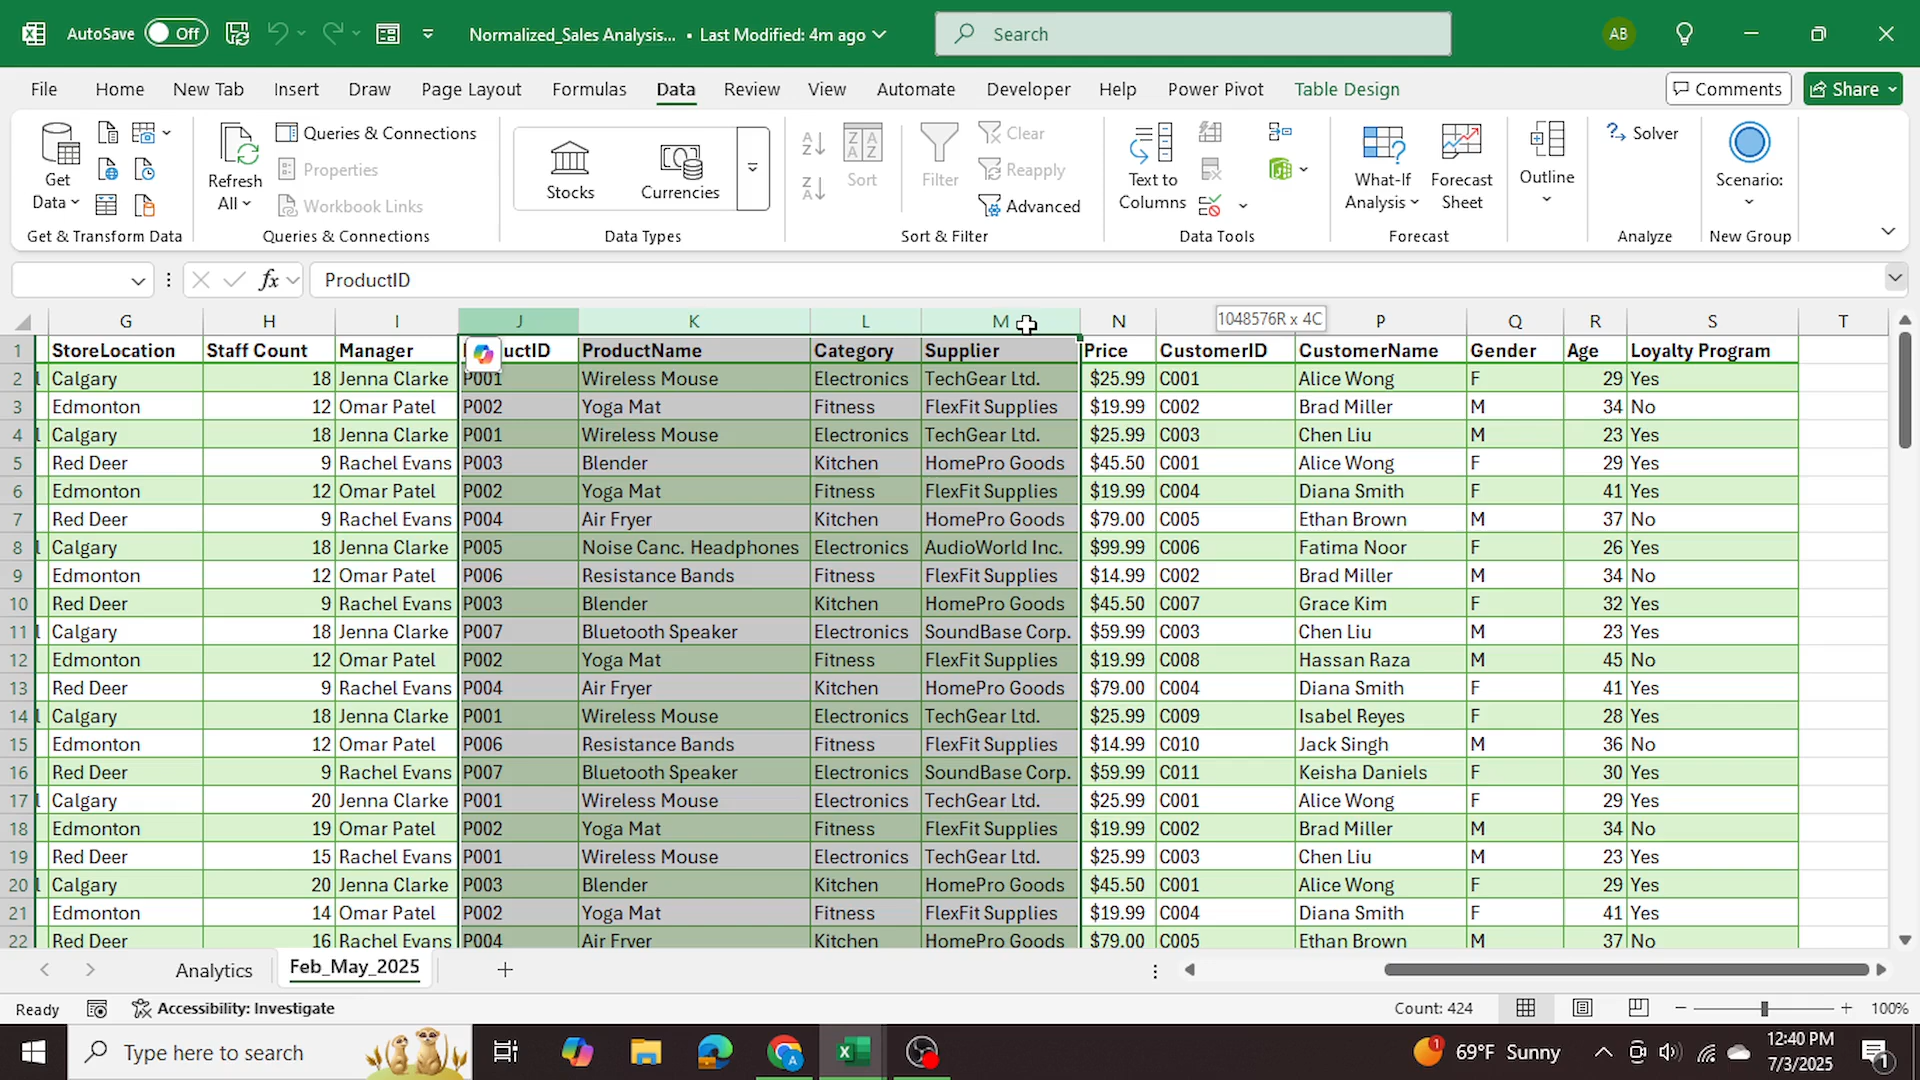 AutoSave Off Normalized_Sales Analysis... • Last Modified: 4m ago Search AB
File Home New Tab Insert Draw Page Layout Formulas Data Review View Automate Developer Help Power Pivot Table Design Comments Share
Get Data Refresh All Queries & Connections Properties Workbook Links Stocks Currencies Sort Filter Clear Reapply Advanced Text to Columns What-If Analysis Forecast Sheet Outline Solver Scenario:
Get & Transform Data Queries & Connections Data Types Sort & Filter Data Tools Forecast Analyze New Group
fx ProductID
G H I J K L M 1048576R x 4C N P Q R S T
1 StoreLocation Staff Count Manager uctID ProductName Category Supplier Price CustomerID CustomerName Gender Age Loyalty Program
2 Calgary 18 Jenna Clarke P001 Wireless Mouse Electronics TechGear Ltd. $25.99 C001 Alice Wong F 29 Yes
3 Edmonton 12 Omar Patel P002 Yoga Mat Fitness FlexFit Supplies $19.99 C002 Brad Miller M 34 No
4 Calgary 18 Jenna Clarke P001 Wireless Mouse Electronics TechGear Ltd. $25.99 C003 Chen Liu M 23 Yes
5 Red Deer 9 Rachel Evans P003 Blender Kitchen HomePro Goods $45.50 C001 Alice Wong F 29 Yes
6 Edmonton 12 Omar Patel P002 Yoga Mat Fitness FlexFit Supplies $19.99 C004 Diana Smith F 41 Yes
7 Red Deer 9 Rachel Evans P004 Air Fryer Kitchen HomePro Goods $79.00 C005 Ethan Brown M 37 No
8 Calgary 18 Jenna Clarke P005 Noise Canc. Headphones Electronics AudioWorld Inc. $99.99 C006 Fatima Noor F 26 Yes
9 Edmonton 12 Omar Patel P006 Resistance Bands Fitness FlexFit Supplies $14.99 C002 Brad Miller M 34 No
10 Red Deer 9 Rachel Evans P003 Blender Kitchen HomePro Goods $45.50 C007 Grace Kim F 32 Yes
11 Calgary 18 Jenna Clarke P007 Bluetooth Speaker Electronics SoundBase Corp. $59.99 C003 Chen Liu M 23 Yes
12 Edmonton 12 Omar Patel P002 Yoga Mat Fitness FlexFit Supplies $19.99 C008 Hassan Raza M 45 No
13 Red Deer 9 Rachel Evans P004 Air Fryer Kitchen HomePro Goods $79.00 C004 Diana Smith F 41 Yes
14 Calgary 18 Jenna Clarke P001 Wireless Mouse Electronics TechGear Ltd. $25.99 C009 Isabel Reyes F 28 Yes
15 Edmonton 12 Omar Patel P006 Resistance Bands Fitness FlexFit Supplies $14.99 C010 Jack Singh M 36 No
16 Red Deer 9 Rachel Evans P007 Bluetooth Speaker Electronics SoundBase Corp. $59.99 C011 Keisha Daniels F 30 Yes
17 Calgary 20 Jenna Clarke P001 Wireless Mouse Electronics TechGear Ltd. $25.99 C001 Alice Wong F 29 Yes
18 Edmonton 19 Omar Patel P002 Yoga Mat Fitness FlexFit Supplies $19.99 C002 Brad Miller M 34 No
19 Red Deer 15 Rachel Evans P001 Wireless Mouse Electronics TechGear Ltd. $25.99 C003 Chen Liu M 23 Yes
20 Calgary 20 Jenna Clarke P003 Blender Kitchen HomePro Goods $45.50 C001 Alice Wong F 29 Yes
21 Edmonton 14 Omar Patel P002 Yoga Mat Fitness FlexFit Supplies $19.99 C004 Diana Smith F 41 Yes
22 Red Deer 16 Rachel Evans P004 Air Fryer Kitchen HomePro Goods $79.00 C005 Ethan Brown M 37 No
Analytics Feb_May_2025
Ready Accessibility: Investigate Count: 424 100%
Type here to search 1 69°F Sunny 12:40 PM
7/3/2025 1